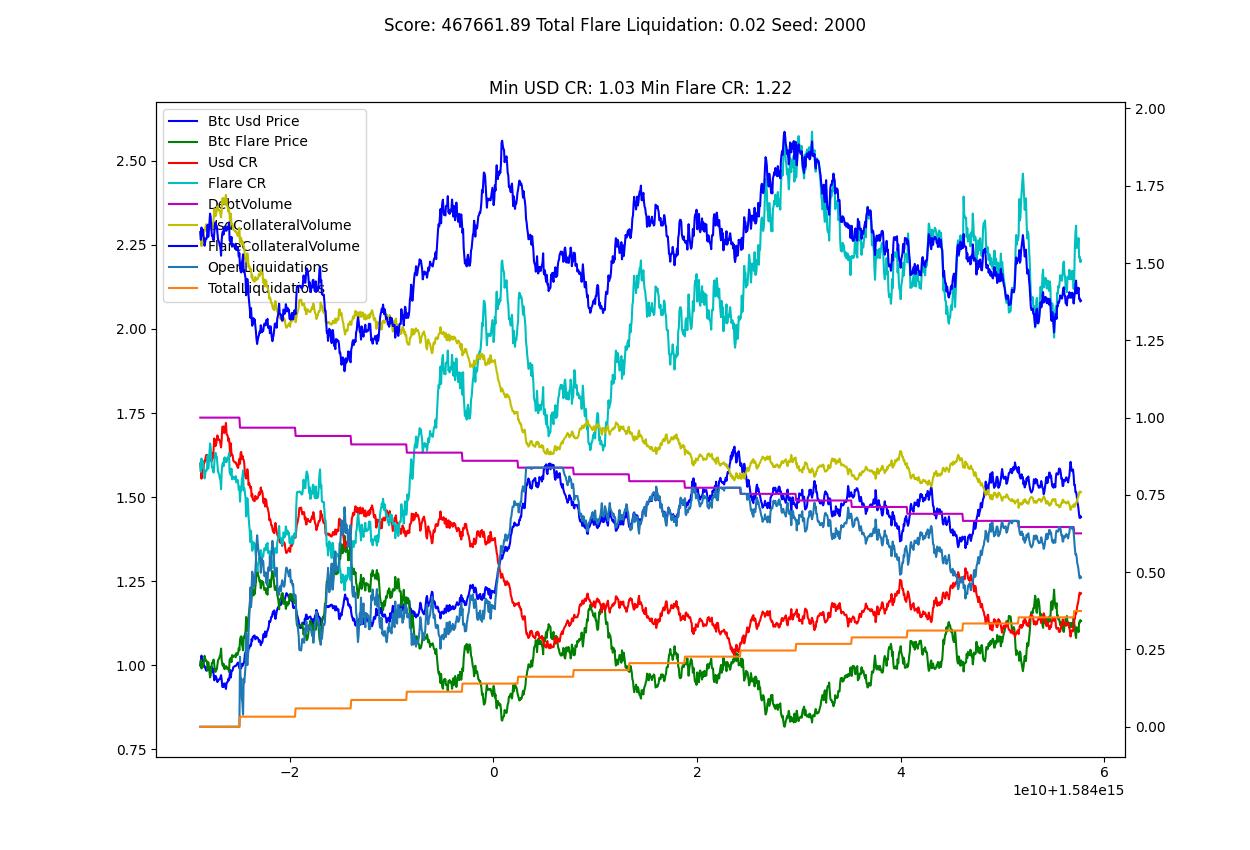 Score: 467661.89 Total Flare Liquidation: 0.02 Seed: 2000
Min USD CR: 1.03 Min Flare CR: 1.22
Btc Usd Price
Btc Flare Price
Usd CR
Flare CR
DebtVolume
UsdCollateralVolume
FlareCollateralVolume
OpenLiquidations
TotalLiquidations
2.50
2.25
2.00
1.75
1.50
1.25
1.00
0.75
2.00
1.75
1.50
1.25
1.00
0.75
0.50
0.25
0.00
−2
0
2
4
6
1e10+1.584e15